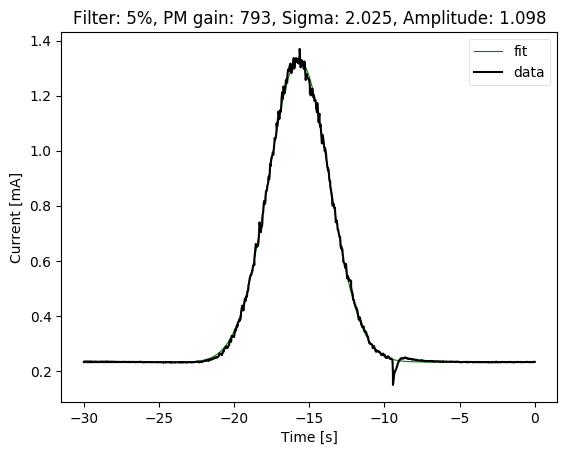 Filter: 5%, PM gain: 793, Sigma: 2.025, Amplitude: 1.098
fit
data
1.4
1.2
1.0
0.8
0.6
0.4
0.2
Current [mA]
−30
−25
−20
−15
−10
−5
0
Time [s]